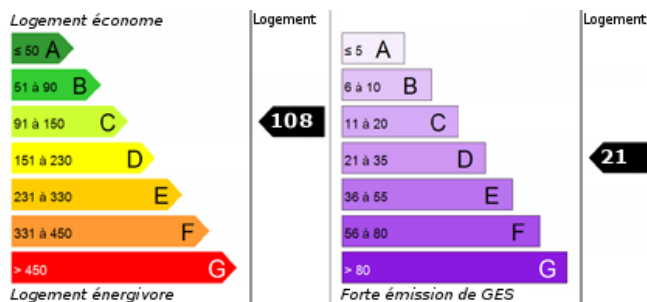 Logement économe
Logement
≤ 50 A
51 à 90 B
91 à 150 C
108
151 à 230 D
231 à 330 E
331 à 450 F
> 450 G
Logement énergivore
Logement
≤ 5 A
6 à 10 B
11 à 20 C
21 à 35 D
21
36 à 55 E
56 à 80 F
> 80 G
Forte émission de GES